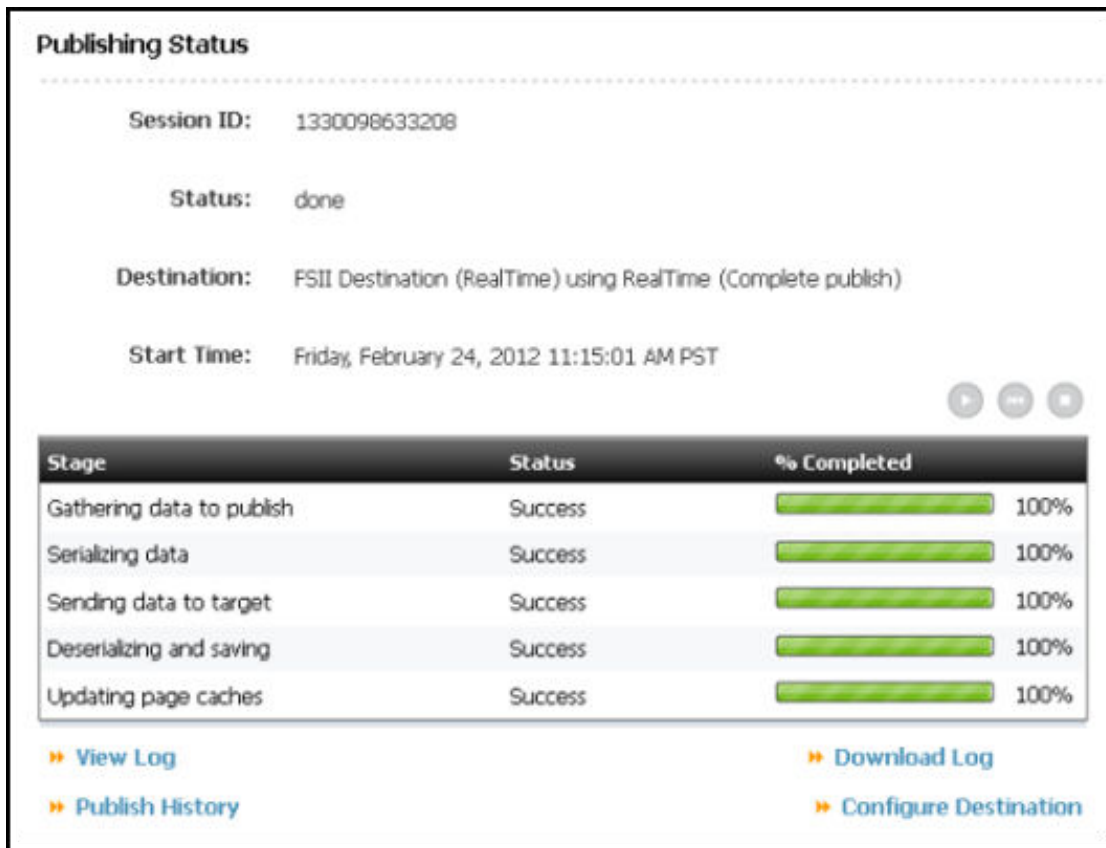 Publishing Status
Session ID: 1330098633208
Status: done
Destination: FSII Destination (RealTime) using RealTime (Complete publish)
Start Time: Friday, February 24, 2012 11:15:01 AM PST
Stage Status % Completed
Gathering data to publish Success 100%
Serializing data Success 100%
Sending data to target Success 100%
Deserializing and saving Success 100%
Updating page caches Success 100%
View Log Download Log
Publish History Configure Destination